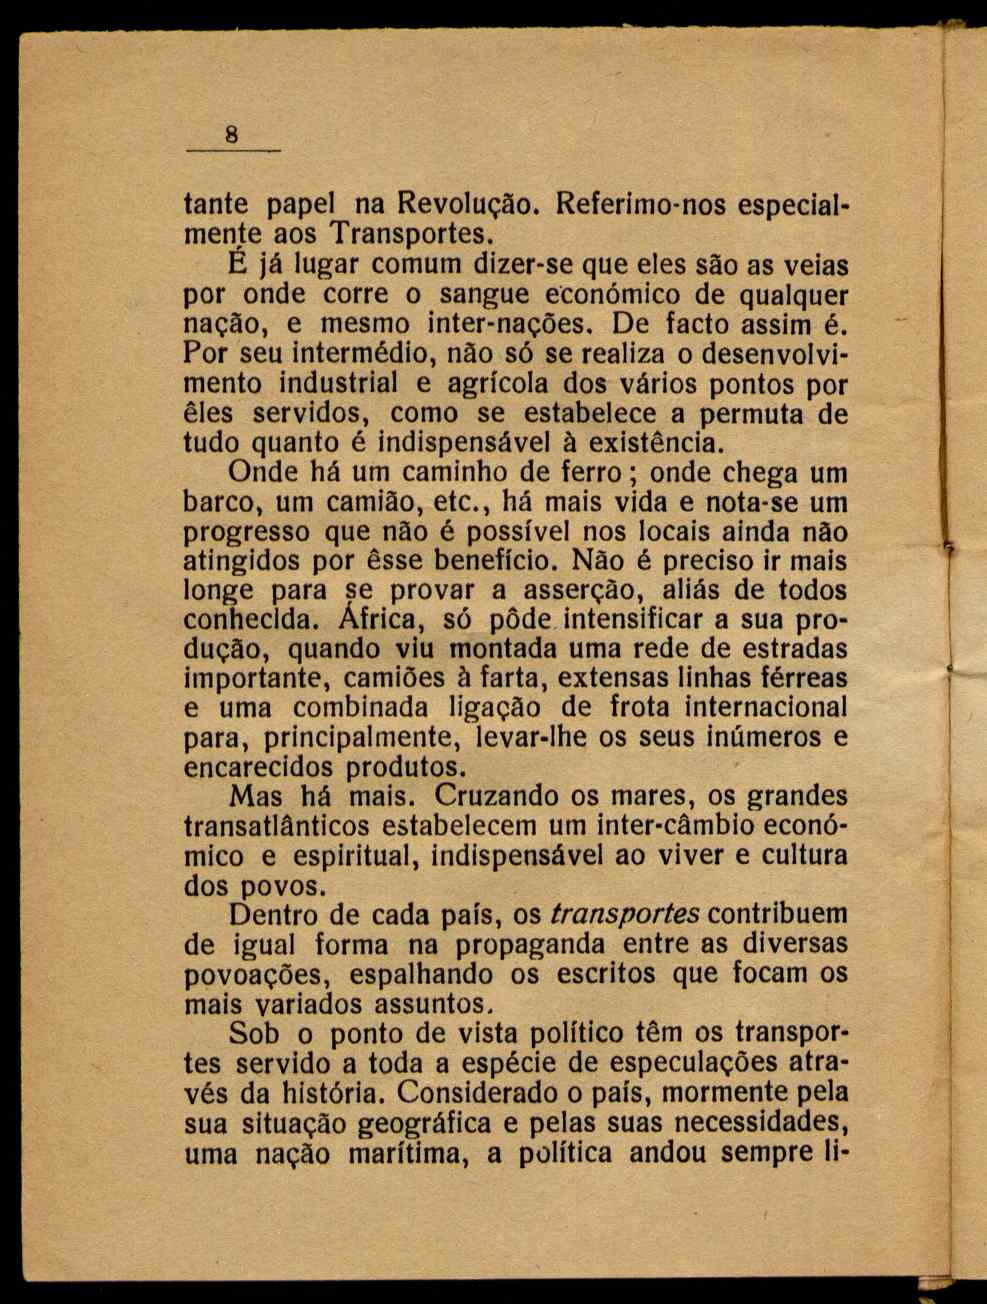 8
tante papel na Revolução. Referimo-nos especial-
mente aos Transportes.
É já lugar comum dizer-se que eles são as veias
por onde corre o sangue económico de qualquer
nação, e mesmo inter-nações. De facto assim é.
Por seu intermédio, não só se realiza o desenvolvi-
mento industrial e agrícola dos vários pontos por
êles servidos, como se estabelece a permuta de
tudo quanto é indispensável à existência.
Onde há um caminho de ferro; onde chega um
barco, um camião, etc., há mais vida e nota-se um
progresso que não é possível nos locais ainda não
atingidos por êsse benefício. Não é preciso ir mais
longe para se provar a asserção, aliás de todos
conhecida. África, só pôde intensificar a sua pro-
dução, quando viu montada uma rede de estradas
importante, camiões à farta, extensas linhas férreas
e uma combinada ligação de frota internacional
para, principalmente, levar-lhe os seus inúmeros e
encarecidos produtos.
Mas há mais. Cruzando os mares, os grandes
transatlânticos estabelecem um inter-câmbio econó-
mico e espiritual, indispensável ao viver e cultura
dos povos.
Dentro de cada país, os transportes contribuem
de igual forma na propaganda entre as diversas
povoações, espalhando os escritos que focam os
mais variados assuntos.
Sob o ponto de vista político têm os transpor-
tes servido a toda a espécie de especulações atra-
vés da história. Considerado o país, mormente pela
sua situação geográfica e pelas suas necessidades,
uma nação marítima, a política andou sempre li-